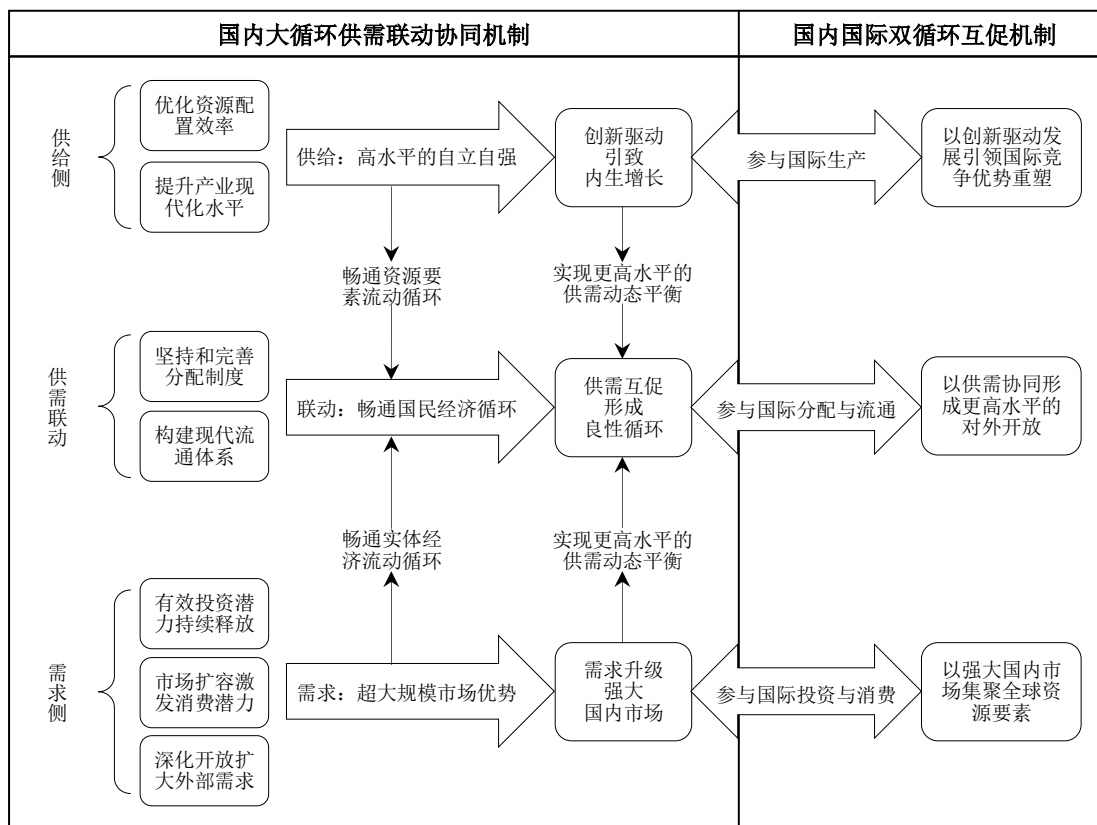 国内大循环供需联动协同机制
国内国际双循环互促机制
供给侧
优化资源配
置效率
提升产业现
代化水平
供给：高水平的自立自强
创新驱动
引致
内生增长
参与国际生产
以创新驱动发
展引领国际竞
争优势重塑
畅通资源要
素流动循环
实现更高水平的
供需动态平衡
供需联动
坚持和完善
分配制度
构建现代流
通体系
联动：畅通国民经济循环
供需互促
形成
良性循环
参与国际分配与流通
以供需协同形
成更高水平的
对外开放
畅通实体经
济流动循环
实现更高水平的
供需动态平衡
需求侧
有效投资潜
力持续释放
市场扩容激
发消费潜力
深化开放扩
大外部需求
需求：超大规模市场优势
需求升级
强大
国内市场
参与国际投资与消费
以强大国内市
场集聚全球资
源要素